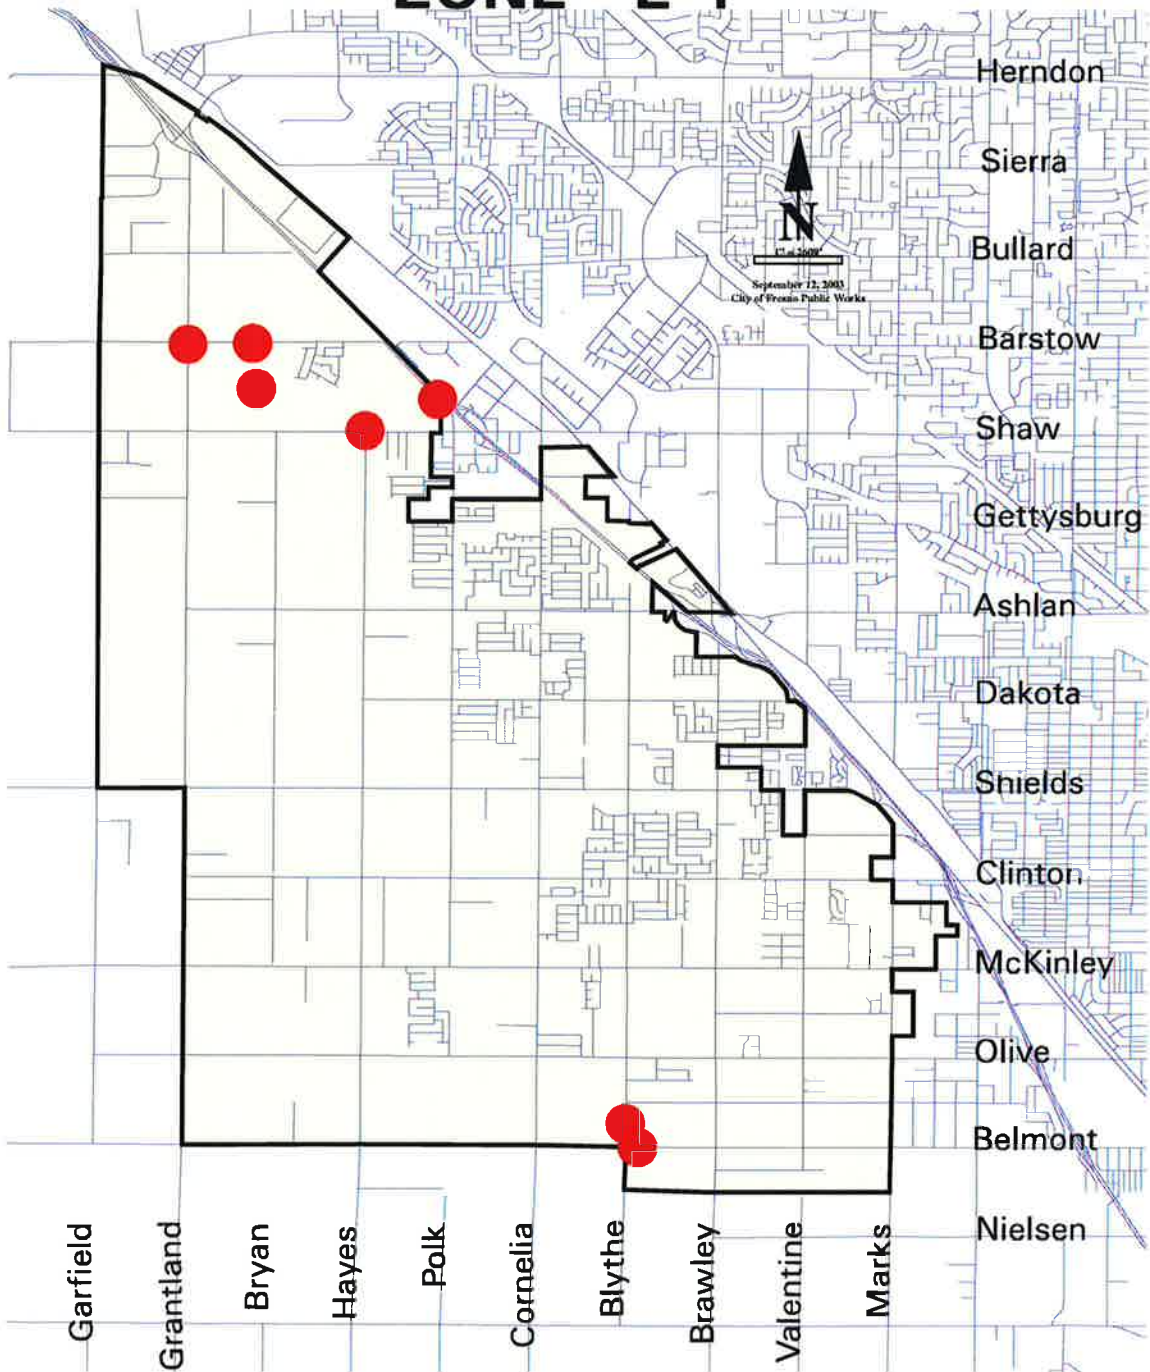 Herndon
Sierra
N
Bullard
September 12, 2003
City of Fresno Public Works
Barstow
Shaw
Gettysburg
Ashlan
Dakota
Shields
Clinton
McKinley
Olive
Belmont
Nielsen
Garfield
Grantland
Bryan
Hayes
Polk
Cornelia
Blythe
Brawley
Valentine
Marks